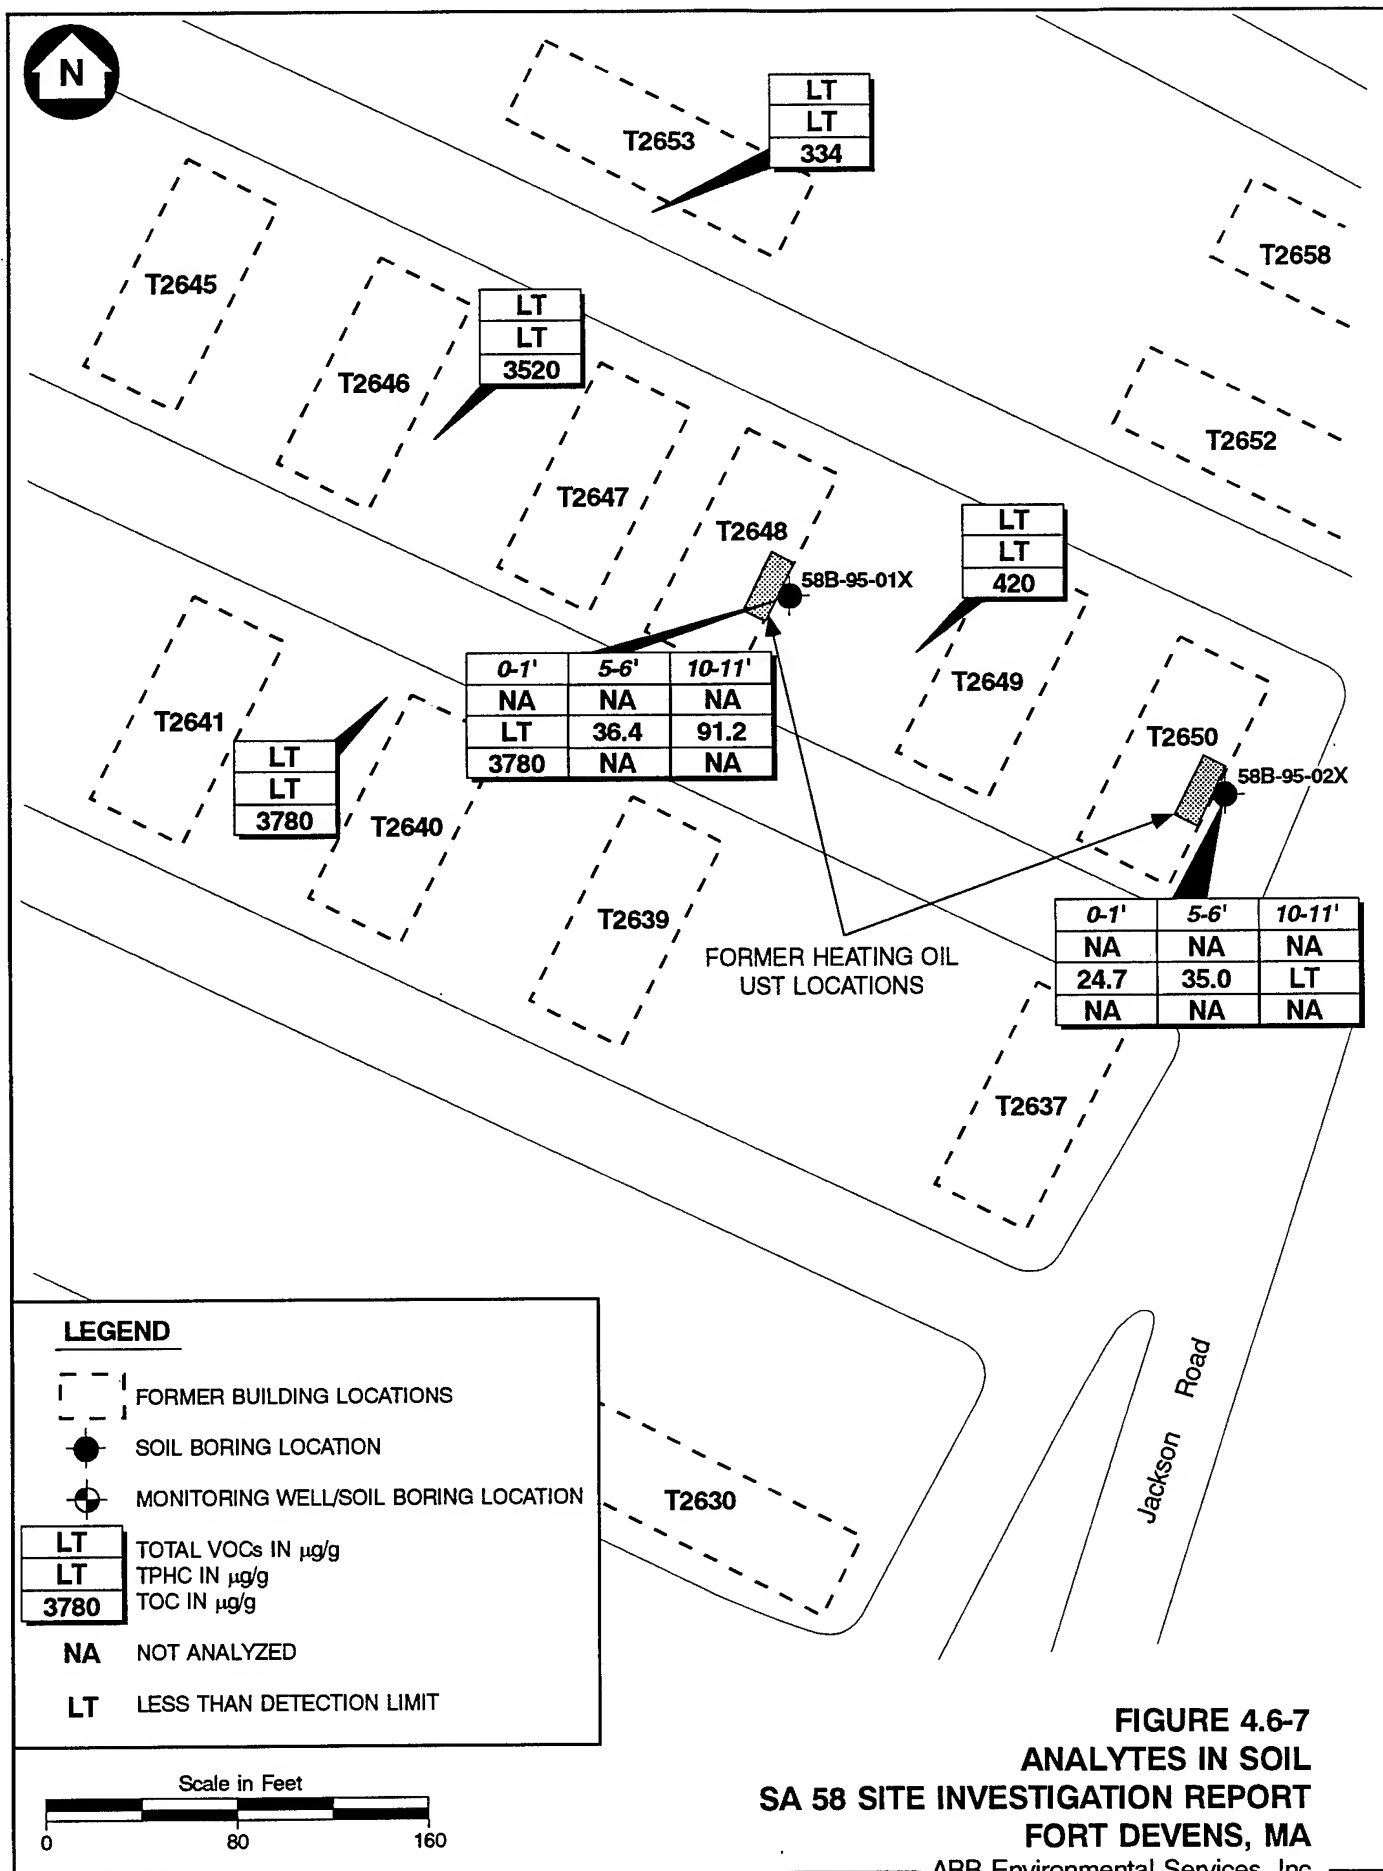 N
T2653
LT
LT
334
T2645
T2658
T2646
LT
LT
3520
T2652
T2647
T2648
58B-95-01X
LT
LT
420
T2649
0-1' 5-6' 10-11'
NA NA NA
LT 36.4 91.2
3780 NA NA
T2641
LT
LT
3780
T2640
T2650
58B-95-02X
T2639
FORMER HEATING OIL
UST LOCATIONS
0-1' 5-6' 10-11'
NA NA NA
24.7 35.0 LT
NA NA NA
T2637
Jackson Road
T2630
LEGEND
FORMER BUILDING LOCATIONS
SOIL BORING LOCATION
MONITORING WELL/SOIL BORING LOCATION
LT TOTAL VOCs IN µg/g
LT TPHC IN µg/g
3780 TOC IN µg/g
NA NOT ANALYZED
LT LESS THAN DETECTION LIMIT
Scale in Feet
0 80 160
FIGURE 4.6-7
ANALYTES IN SOIL
SA 58 SITE INVESTIGATION REPORT
FORT DEVENS, MA
ABB Environmental Services, Inc